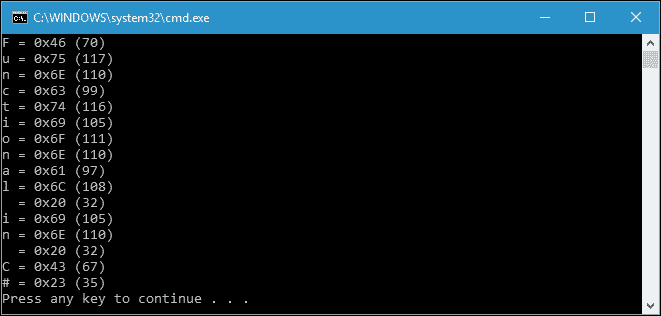 C:\WINDOWS\system32\cmd.exe
F = 0x46 (70)
u = 0x75 (117)
n = 0x6E (110)
c = 0x63 (99)
t = 0x74 (116)
i = 0x69 (105)
o = 0x6F (111)
n = 0x6E (110)
a = 0x61 (97)
l = 0x6C (108)
  = 0x20 (32)
i = 0x69 (105)
n = 0x6E (110)
  = 0x20 (32)
C = 0x43 (67)
# = 0x23 (35)
Press any key to continue . . .